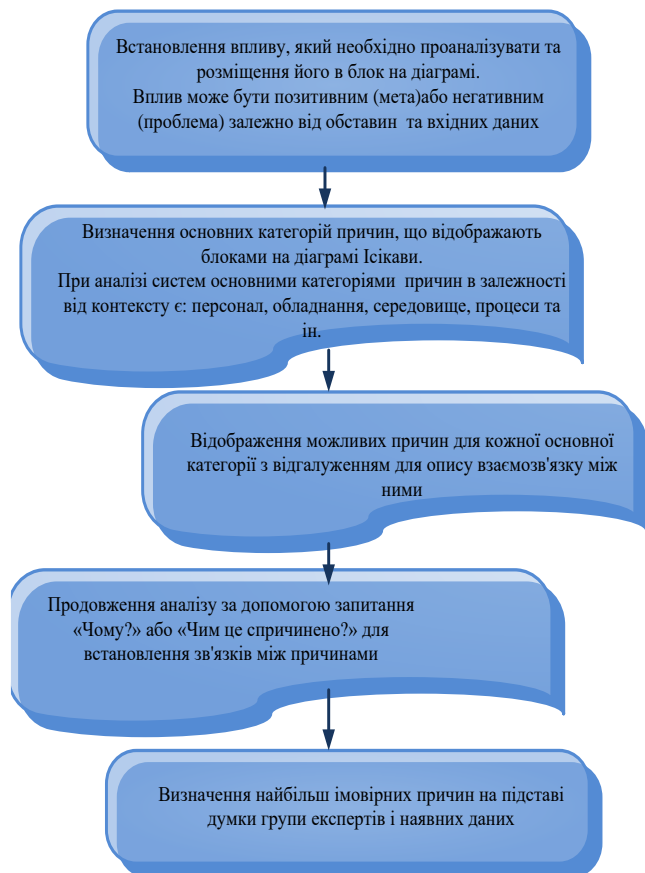 Встановлення впливу, який необхідно проаналізувати та
розміщення його в блок на діаграмі.
Вплив може бути позитивним (мета)або негативним
(проблема) залежно від обставин та вхідних даних
Визначення основних категорій причин, що відображають
блоками на діаграмі Ісікави.
При аналізі систем основними категоріями причин в залежності
від контексту є: персонал, обладнання, середовище, процеси та
ін.
Відображення можливих причин для кожної основної
категорії з відгалуженням для опису взаємозв'язку між
ними
Продовження аналізу за допомогою запитання
«Чому?» або «Чим це спричинено?» для
встановлення зв'язків між причинами
Визначення найбільш імовірних причин на підставі
думки групи експертів і наявних даних